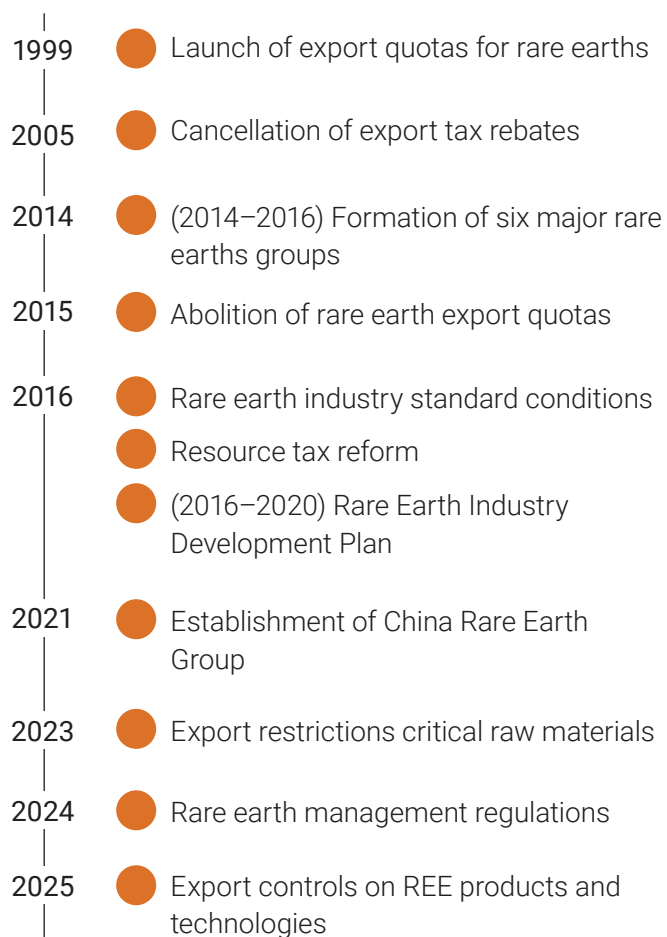 1999 Launch of export quotas for rare earths
2005 Cancellation of export tax rebates
2014 (2014–2016) Formation of six major rare
earths groups
2015 Abolition of rare earth export quotas
2016 Rare earth industry standard conditions
Resource tax reform
(2016–2020) Rare Earth Industry
Development Plan
2021 Establishment of China Rare Earth
Group
2023 Export restrictions critical raw materials
2024 Rare earth management regulations
2025 Export controls on REE products and
technologies